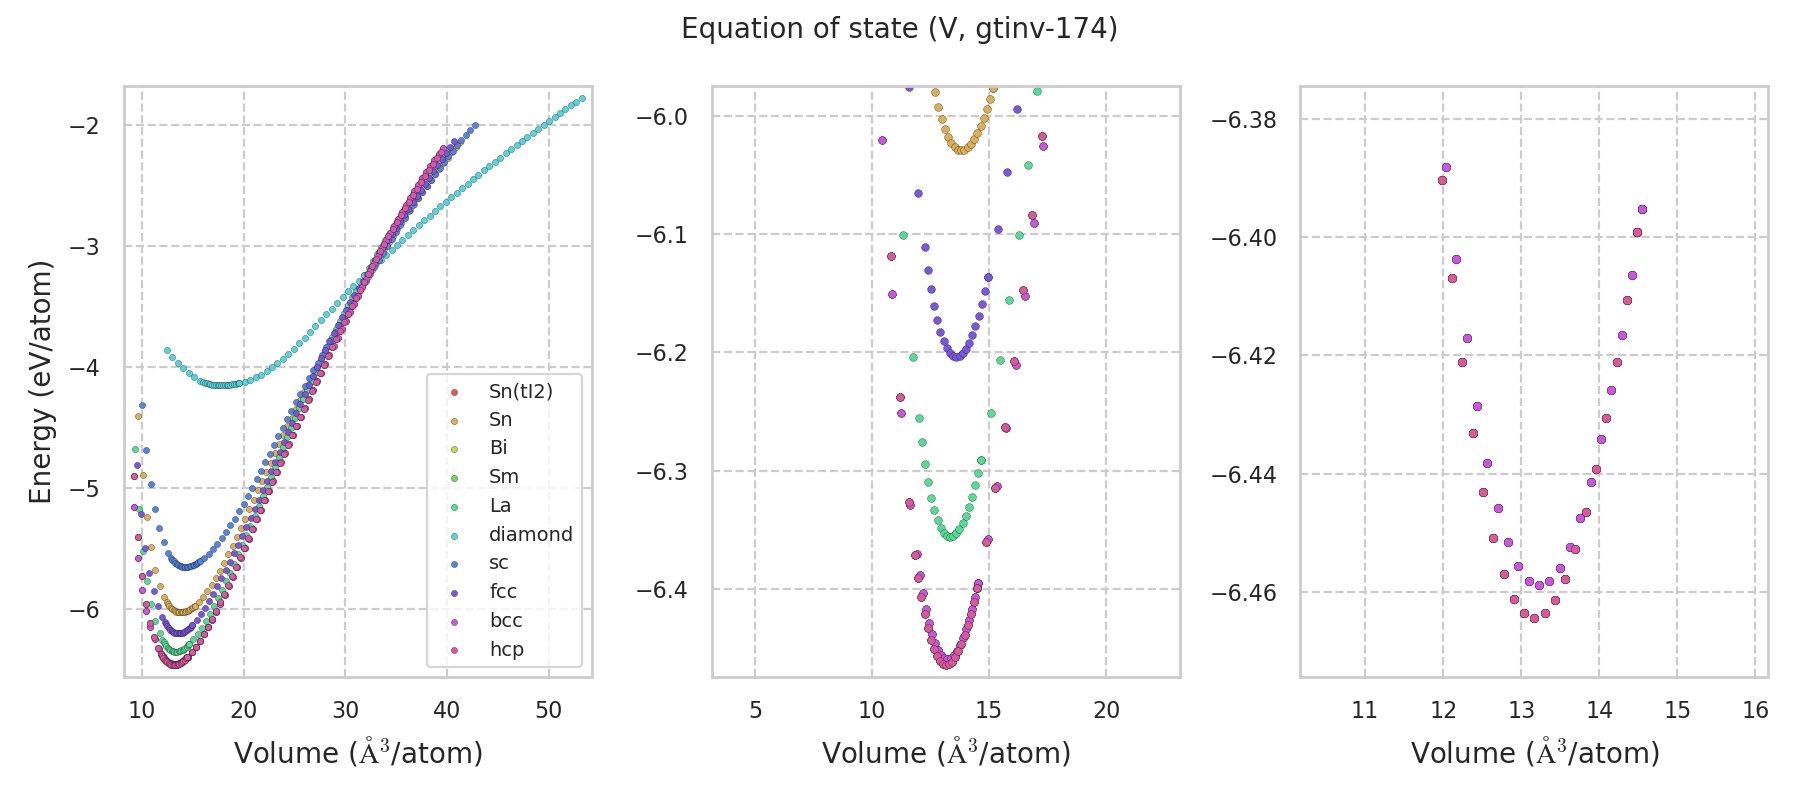 Equation of state (V, gtinv-174)
Energy (eV/atom)
−2
−3
−4
−5
−6
10 20 30 40 50
Volume (Å³/atom)
Sn(tI2)
Sn
Bi
Sm
La
diamond
sc
fcc
bcc
hcp
−6.0
−6.1
−6.2
−6.3
−6.4
5 10 15 20
Volume (Å³/atom)
−6.38
−6.40
−6.42
−6.44
−6.46
11 12 13 14 15 16
Volume (Å³/atom)